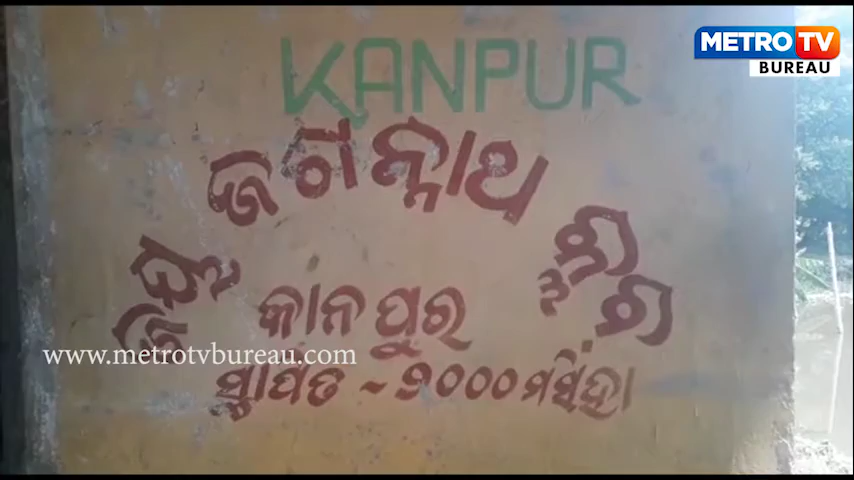 METRO TV
BUREAU
KANPUR
ଜଗନ୍ନାଥ
କାନପୁର
www.metrotvbureau.com
ସ୍ଥାପିତ ~ ୨୦୦୦ ମସିହା